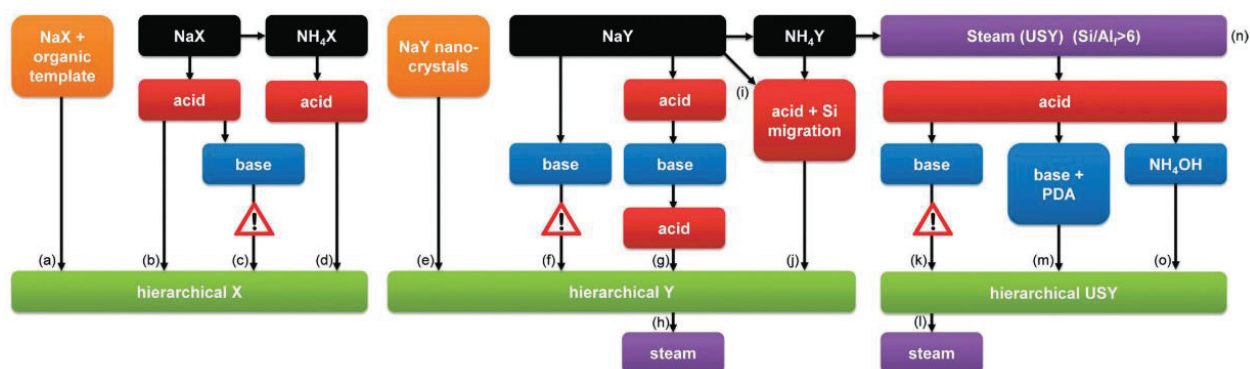 NaX +
organic
template
NaX
NH4X
acid
acid
base
!
(a)
(b)
(c)
(d)
hierarchical X
NaY nano-
crystals
NaY
NH4Y
(i)
acid
acid + Si
migration
base
base
!
acid
(e)
(f)
(g)
(j)
hierarchical Y
(h)
steam
Steam (USY) (Si/Alf>6)
(n)
acid
base
base +
PDA
NH4OH
!
(k)
(m)
(o)
hierarchical USY
(l)
steam